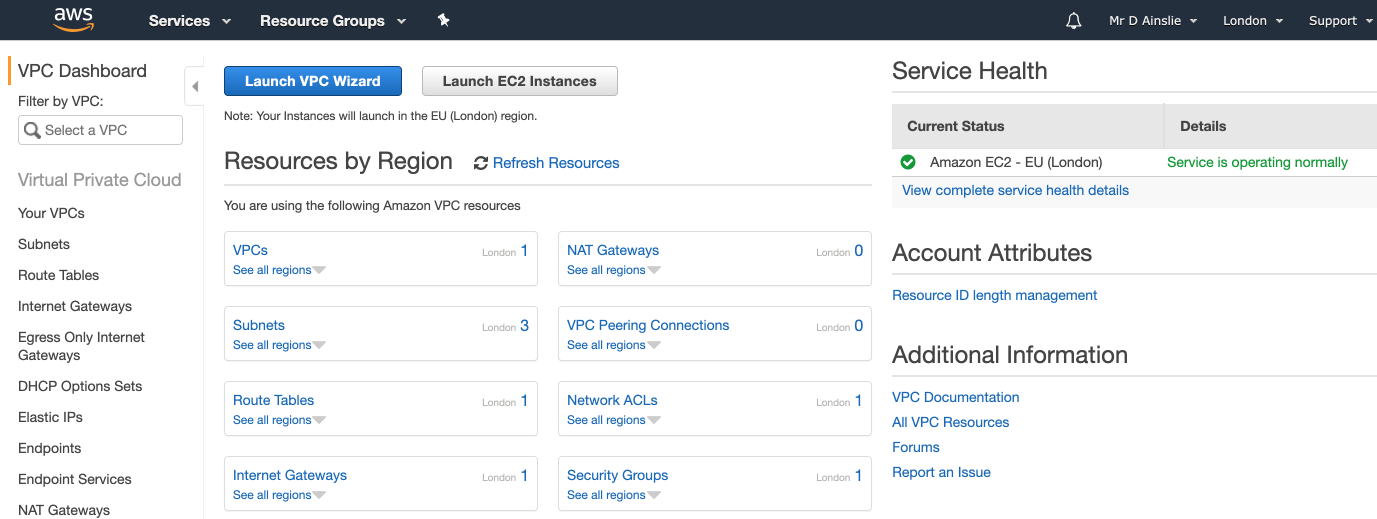 aws
Services
Resource Groups
Mr D Ainslie
London
Support
VPC Dashboard
Filter by VPC:
Select a VPC
Virtual Private Cloud
Your VPCs
Subnets
Route Tables
Internet Gateways
Egress Only Internet
Gateways
DHCP Options Sets
Elastic IPs
Endpoints
Endpoint Services
NAT Gateways
Launch VPC Wizard
Launch EC2 Instances
Note: Your Instances will launch in the EU (London) region.
Resources by Region
Refresh Resources
You are using the following Amazon VPC resources
VPCs London 1
See all regions
NAT Gateways London 0
See all regions
Subnets London 3
See all regions
VPC Peering Connections London 0
See all regions
Route Tables London 1
See all regions
Network ACLs London 1
See all regions
Internet Gateways London 1
See all regions
Security Groups London 1
See all regions
Service Health
Current Status Details
Amazon EC2 - EU (London) Service is operating normally
View complete service health details
Account Attributes
Resource ID length management
Additional Information
VPC Documentation
All VPC Resources
Forums
Report an Issue